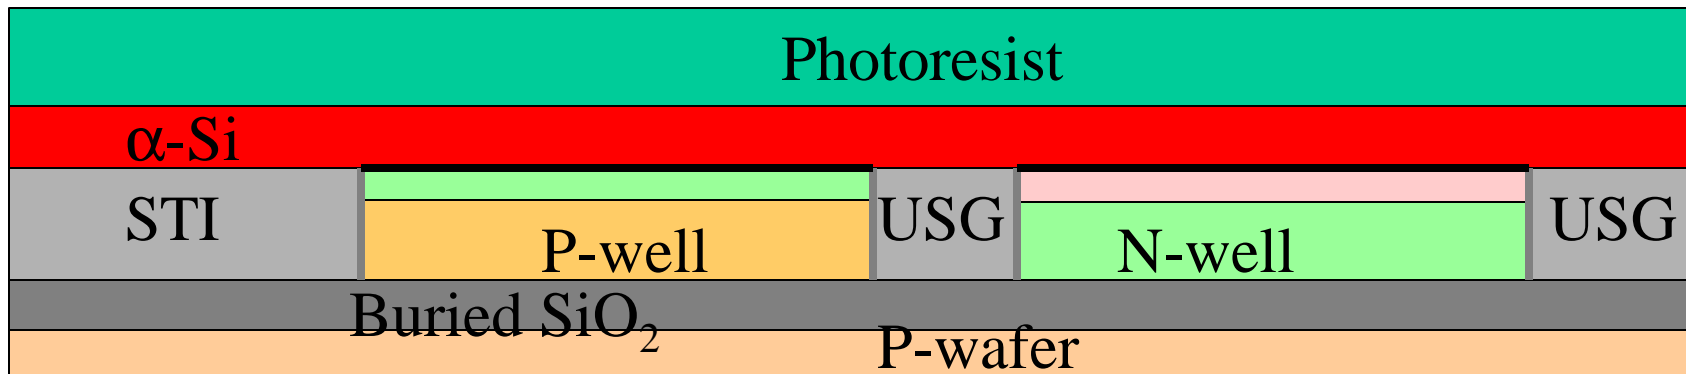 Photoresist
α-Si
STI
USG
USG
P-well
N-well
Buried SiO₂
P-wafer